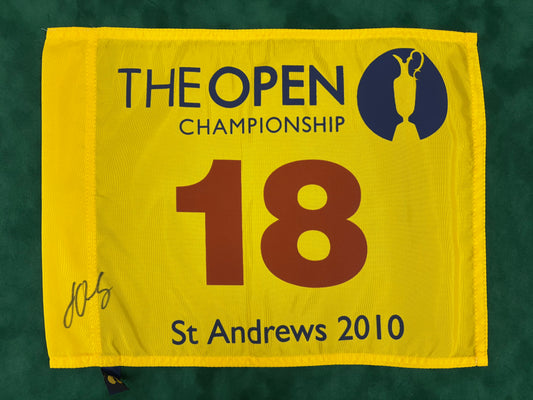 THE OPEN
CHAMPIONSHIP
18
St Andrews 2010